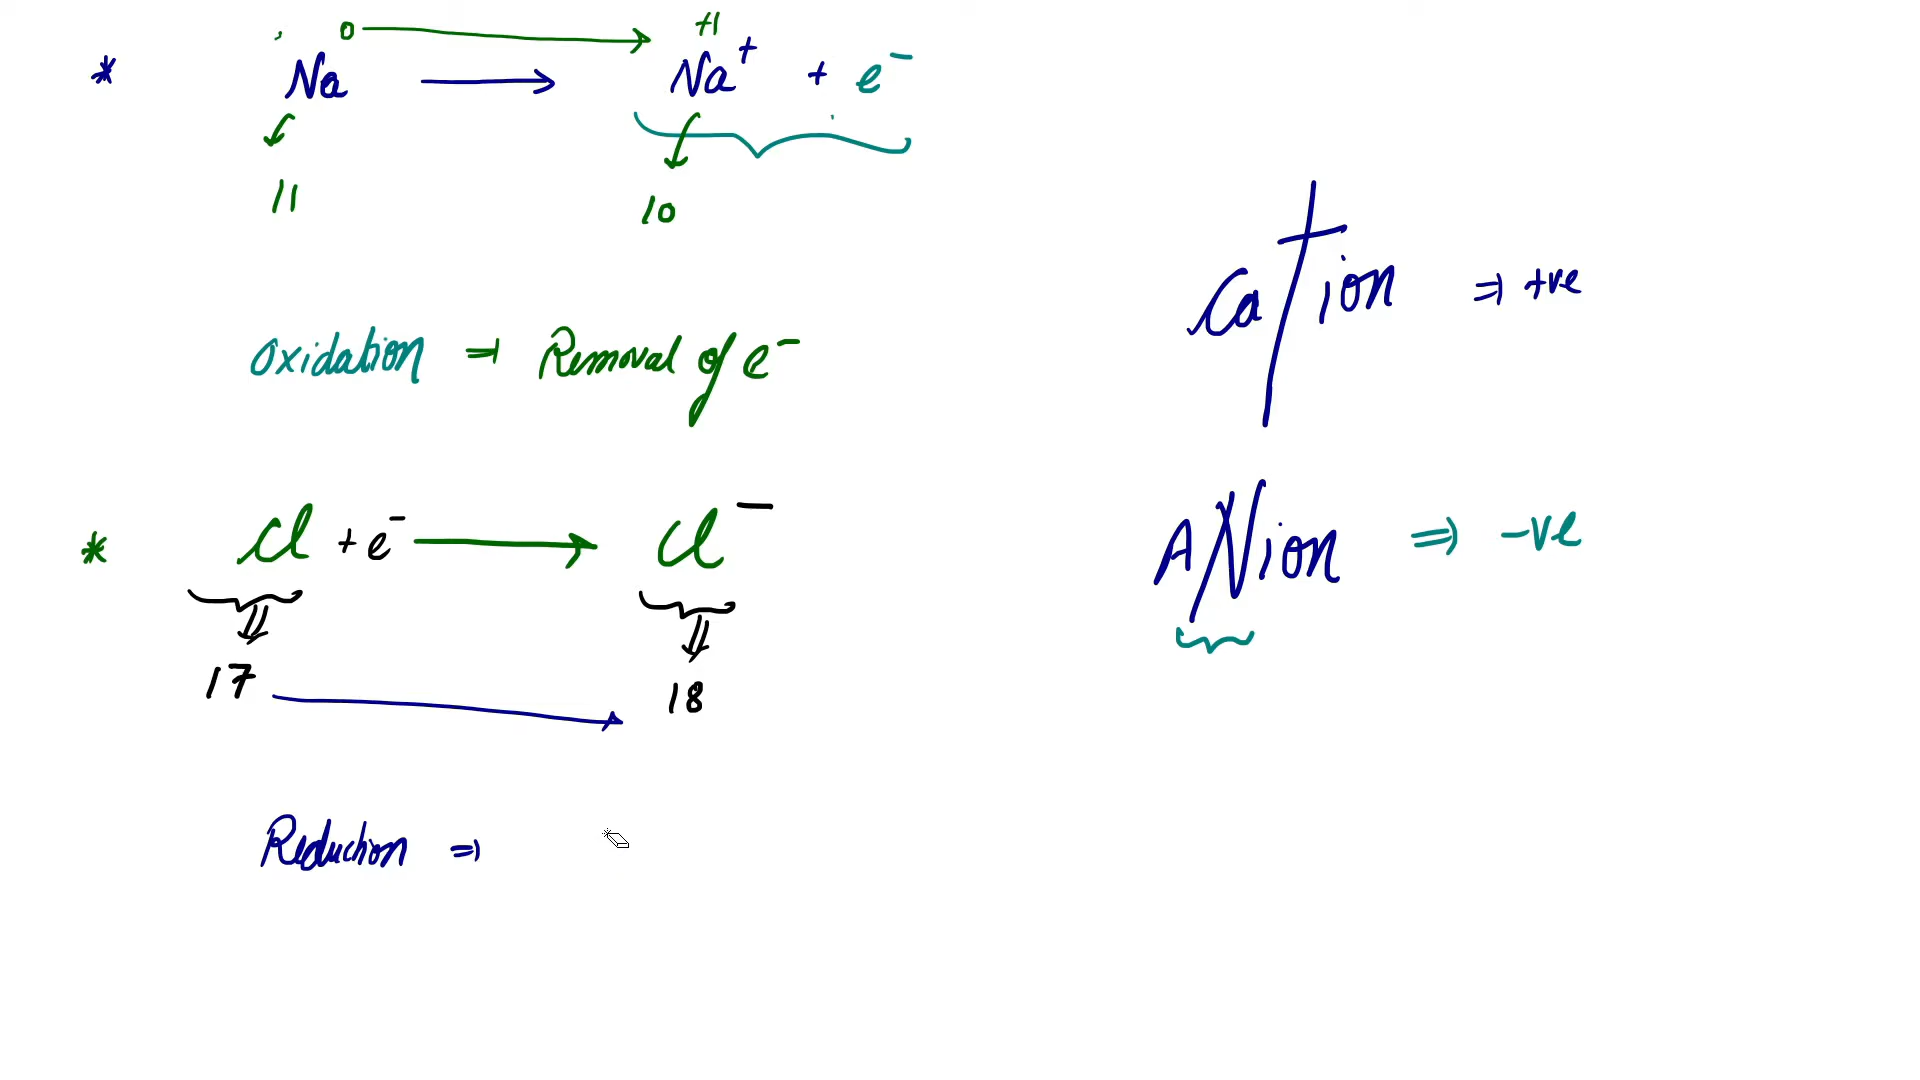 0 → +1
* Na → Na⁺ + e⁻
11 10
Oxidation ⇒ Removal of e⁻
* Cl + e⁻ → Cl⁻
17 → 18
Reduction ⇒
Cation ⇒ +ve
ANion ⇒ -ve